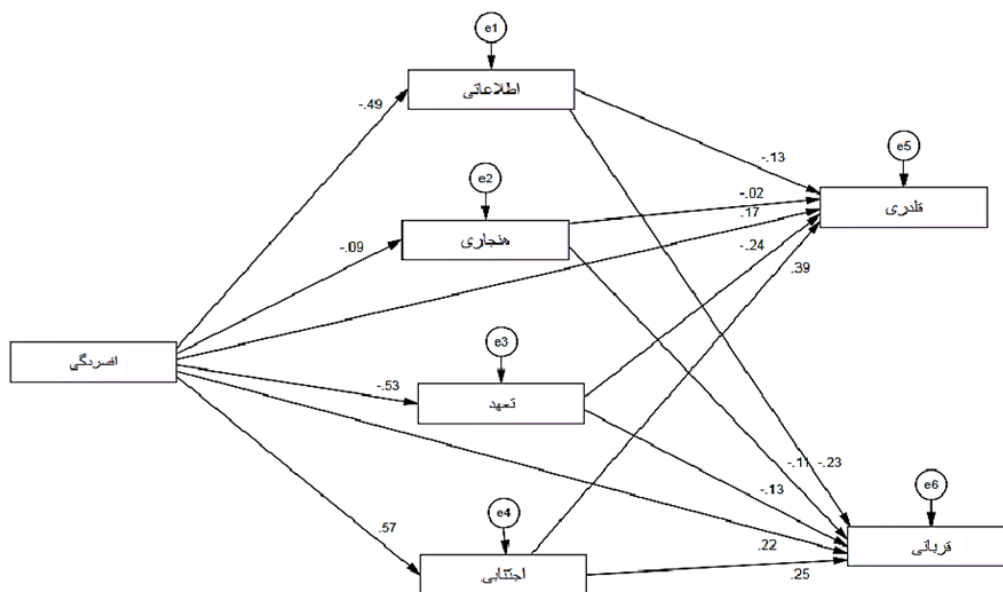 e1
اطلاعاتی
-.49
-.13
e5
e2
-.02
قلدری
.17
هنجاری
-.09
-.24
.39
e3
افسردگی
-.53
تعهد
-.11
-.23
-.13
e6
e4
.57
.22
قربانی
اجتنابی
.25